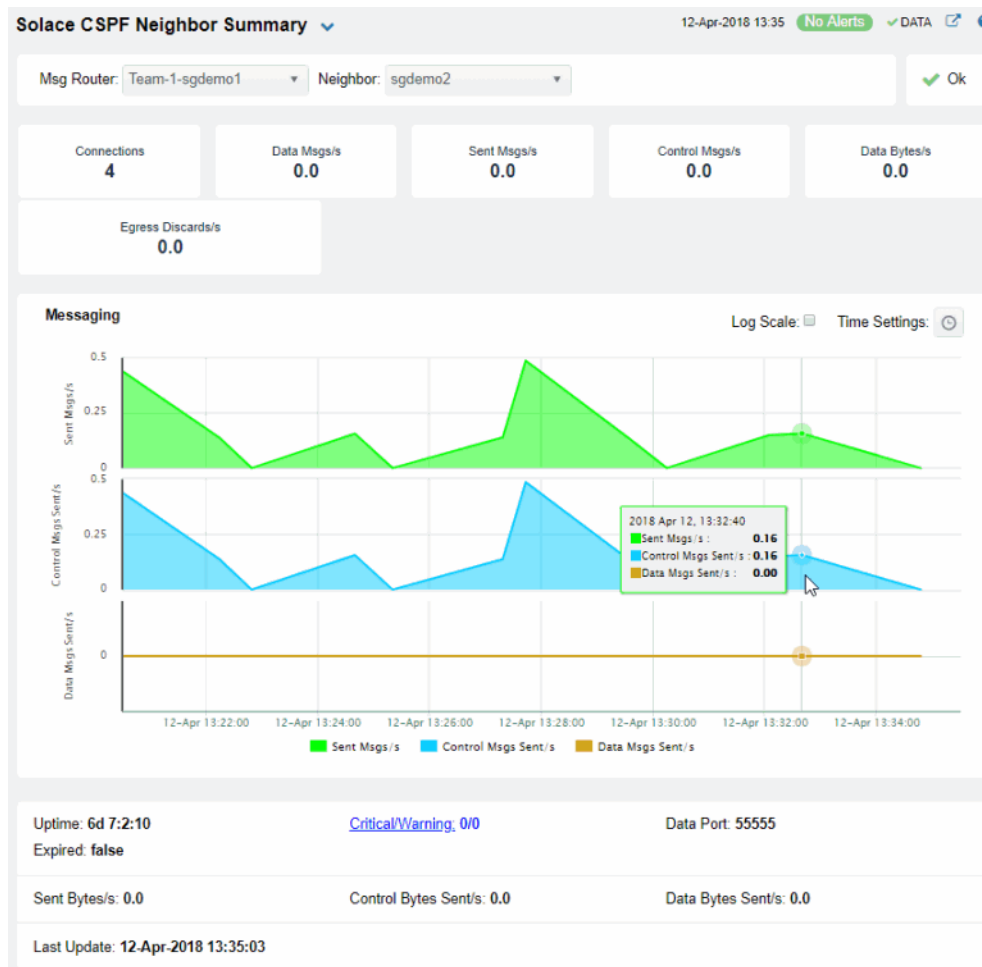 Solace CSPF Neighbor Summary
12-Apr-2018 13:35 No Alerts DATA
Msg Router: Team-1-sgdemo1 Neighbor: sgdemo2 Ok
Connections Data Msgs/s Sent Msgs/s Control Msgs/s Data Bytes/s
4 0.0 0.0 0.0 0.0
Egress Discards/s
0.0
Messaging
Log Scale: Time Settings:
Sent Msgs/s
0.5
0.25
0
Control Msgs Sent/s
0.5
0.25
0
2018 Apr 12, 13:32:40
Sent Msgs/s : 0.16
Control Msgs Sent/s : 0.16
Data Msgs Sent/s : 0.00
Data Msgs Sent/s
0
12-Apr 13:22:00 12-Apr 13:24:00 12-Apr 13:26:00 12-Apr 13:28:00 12-Apr 13:30:00 12-Apr 13:32:00 12-Apr 13:34:00
Sent Msgs/s Control Msgs Sent/s Data Msgs Sent/s
Uptime: 6d 7:2:10 Critical/Warning: 0/0 Data Port: 55555
Expired: false
Sent Bytes/s: 0.0 Control Bytes Sent/s: 0.0 Data Bytes Sent/s: 0.0
Last Update: 12-Apr-2018 13:35:03